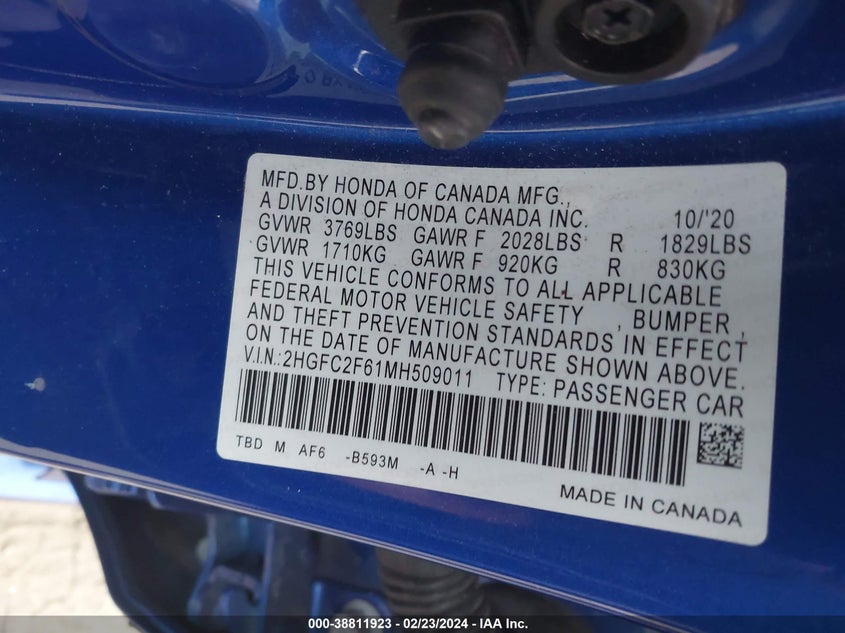 MFD.BY HONDA OF CANADA MFG.,
A DIVISION OF HONDA CANADA INC. 10/'20
GVWR 3769LBS GAWR F 2028LBS R 1829LBS
GVWR 1710KG GAWR F 920KG R 830KG
THIS VEHICLE CONFORMS TO ALL APPLICABLE
FEDERAL MOTOR VEHICLE SAFETY , BUMPER ,
AND THEFT PREVENTION STANDARDS IN EFFECT
ON THE DATE OF MANUFACTURE SHOWN ABOVE.
V.I.N.:2HGFC2F61MH509011 TYPE: PASSENGER CAR
TBD M AF6 -B593M -A -H
MADE IN CANADA
000-38811923 / 02/23/2024 - IAA Inc.